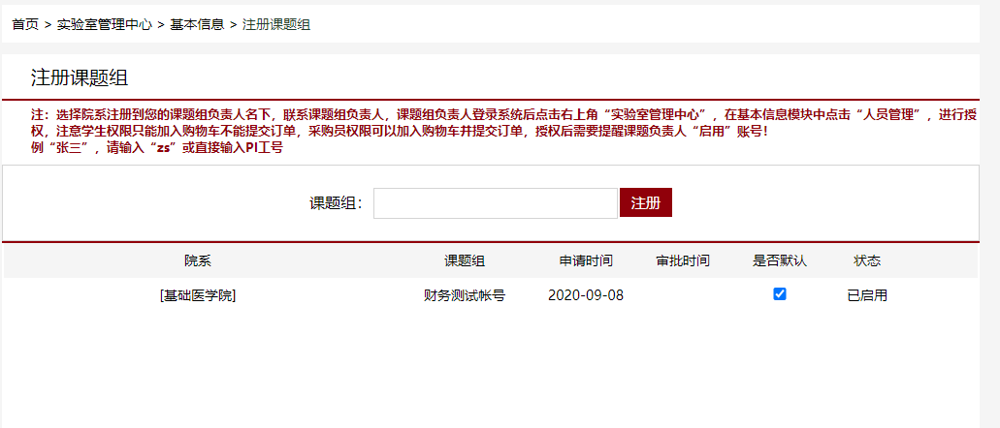 首页 > 实验室管理中心 > 基本信息 > 注册课题组
注册课题组
注：选择院系注册到您的课题组负责人名下，联系课题组负责人，课题组负责人登录系统后点击右上角“实验室管理中心”，在基本信息模块中点击“人员管理”，进行授
权，注意学生权限只能加入购物车不能提交订单，采购员权限可以加入购物车并提交订单，授权后需要提醒课题负责人“启用”账号！
例“张三”，请输入“zs”或直接输入PI工号
课题组： 注册
院系 课题组 申请时间 审批时间 是否默认 状态
[基础医学院] 财务测试帐号 2020-09-08 已启用